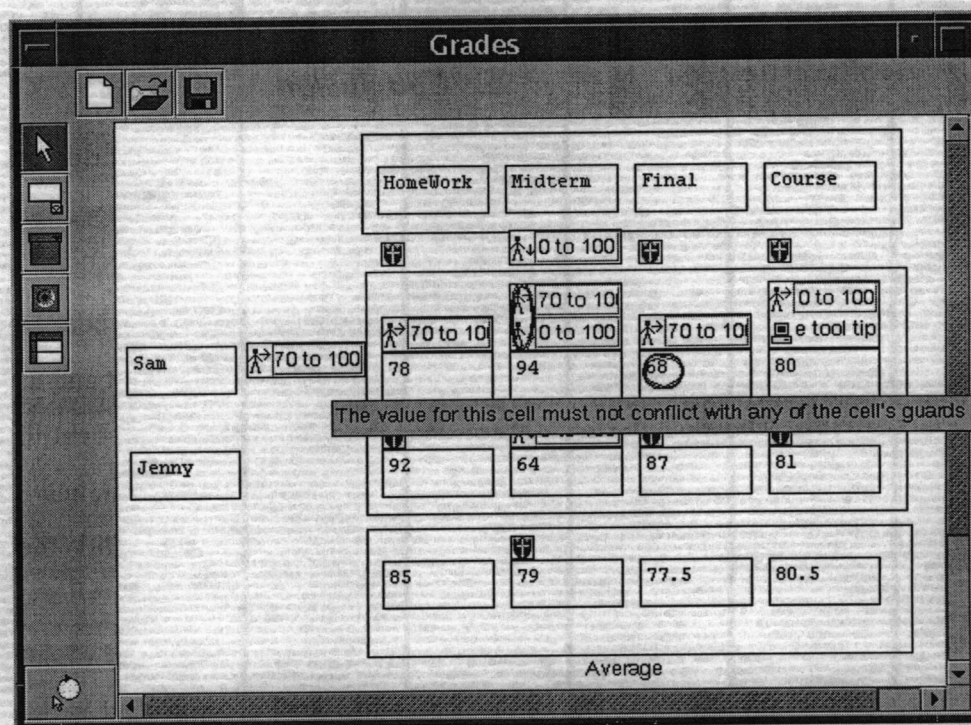 Grades
HomeWork Midterm Final Course
0 to 100
70 to 10 0 to 100
70 to 10 0 to 100 70 to 10 e tool tip
Sam 70 to 100 78 94 68 80
The value for this cell must not conflict with any of the cell's guards
0 to 100
Jenny 92 64 87 81
85 79 77.5 80.5
Average